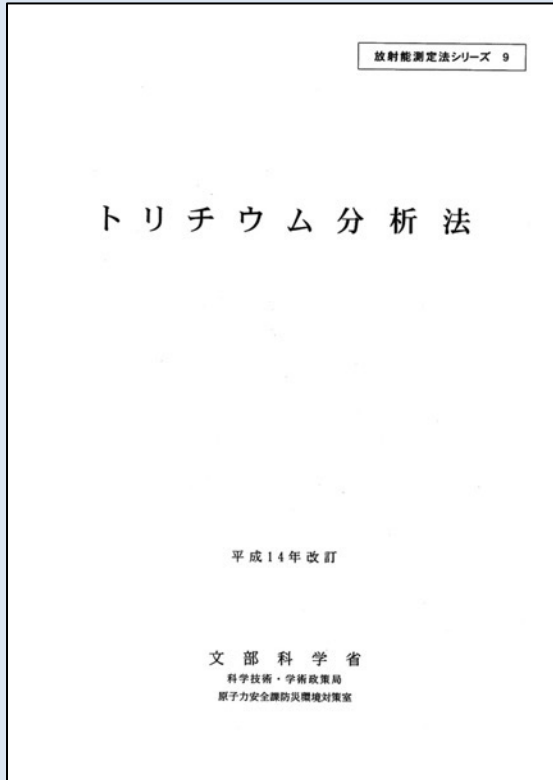 放射能測定法シリーズ 9
トリチウム分析法
平成14年改訂
文部科学省
科学技術・学術政策局
原子力安全課防災環境対策室